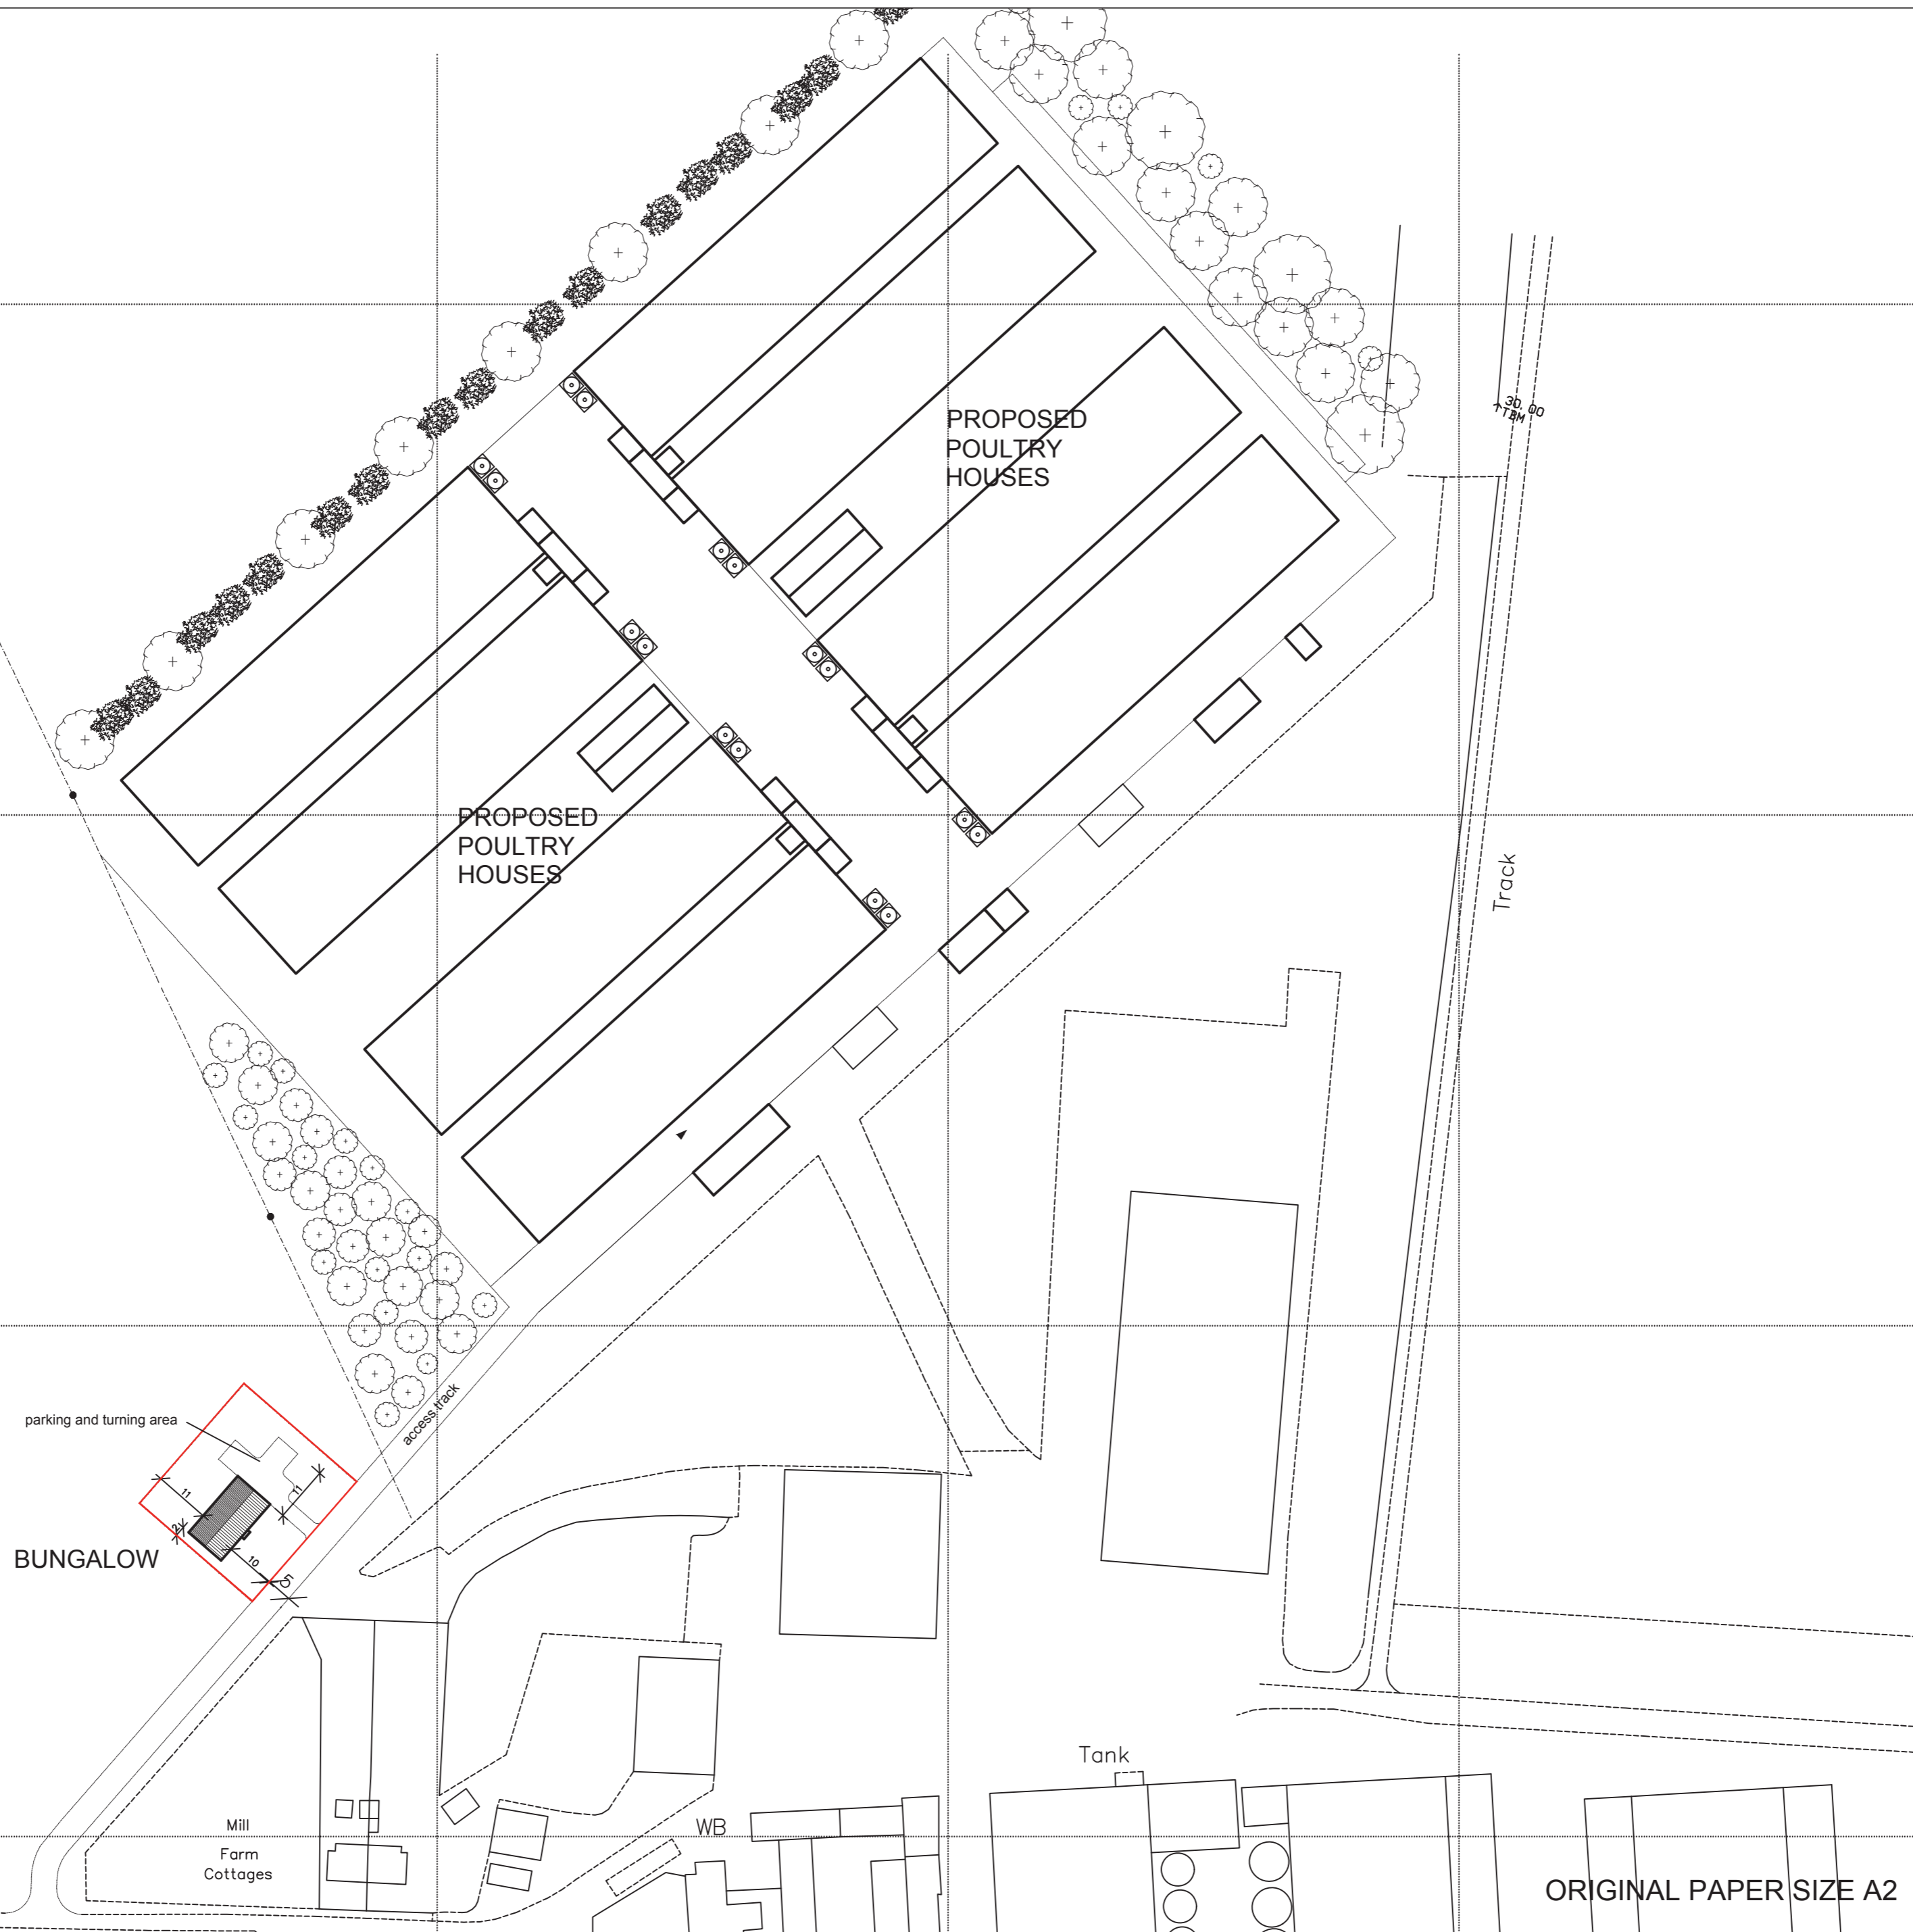 PROPOSED
POULTRY
HOUSES
30.00
TBM
PROPOSED
POULTRY
HOUSES
Track
parking and turning area
access track
11
11
2
10
5
BUNGALOW
Tank
WB
Mill
Farm
Cottages
ORIGINAL PAPER SIZE A2